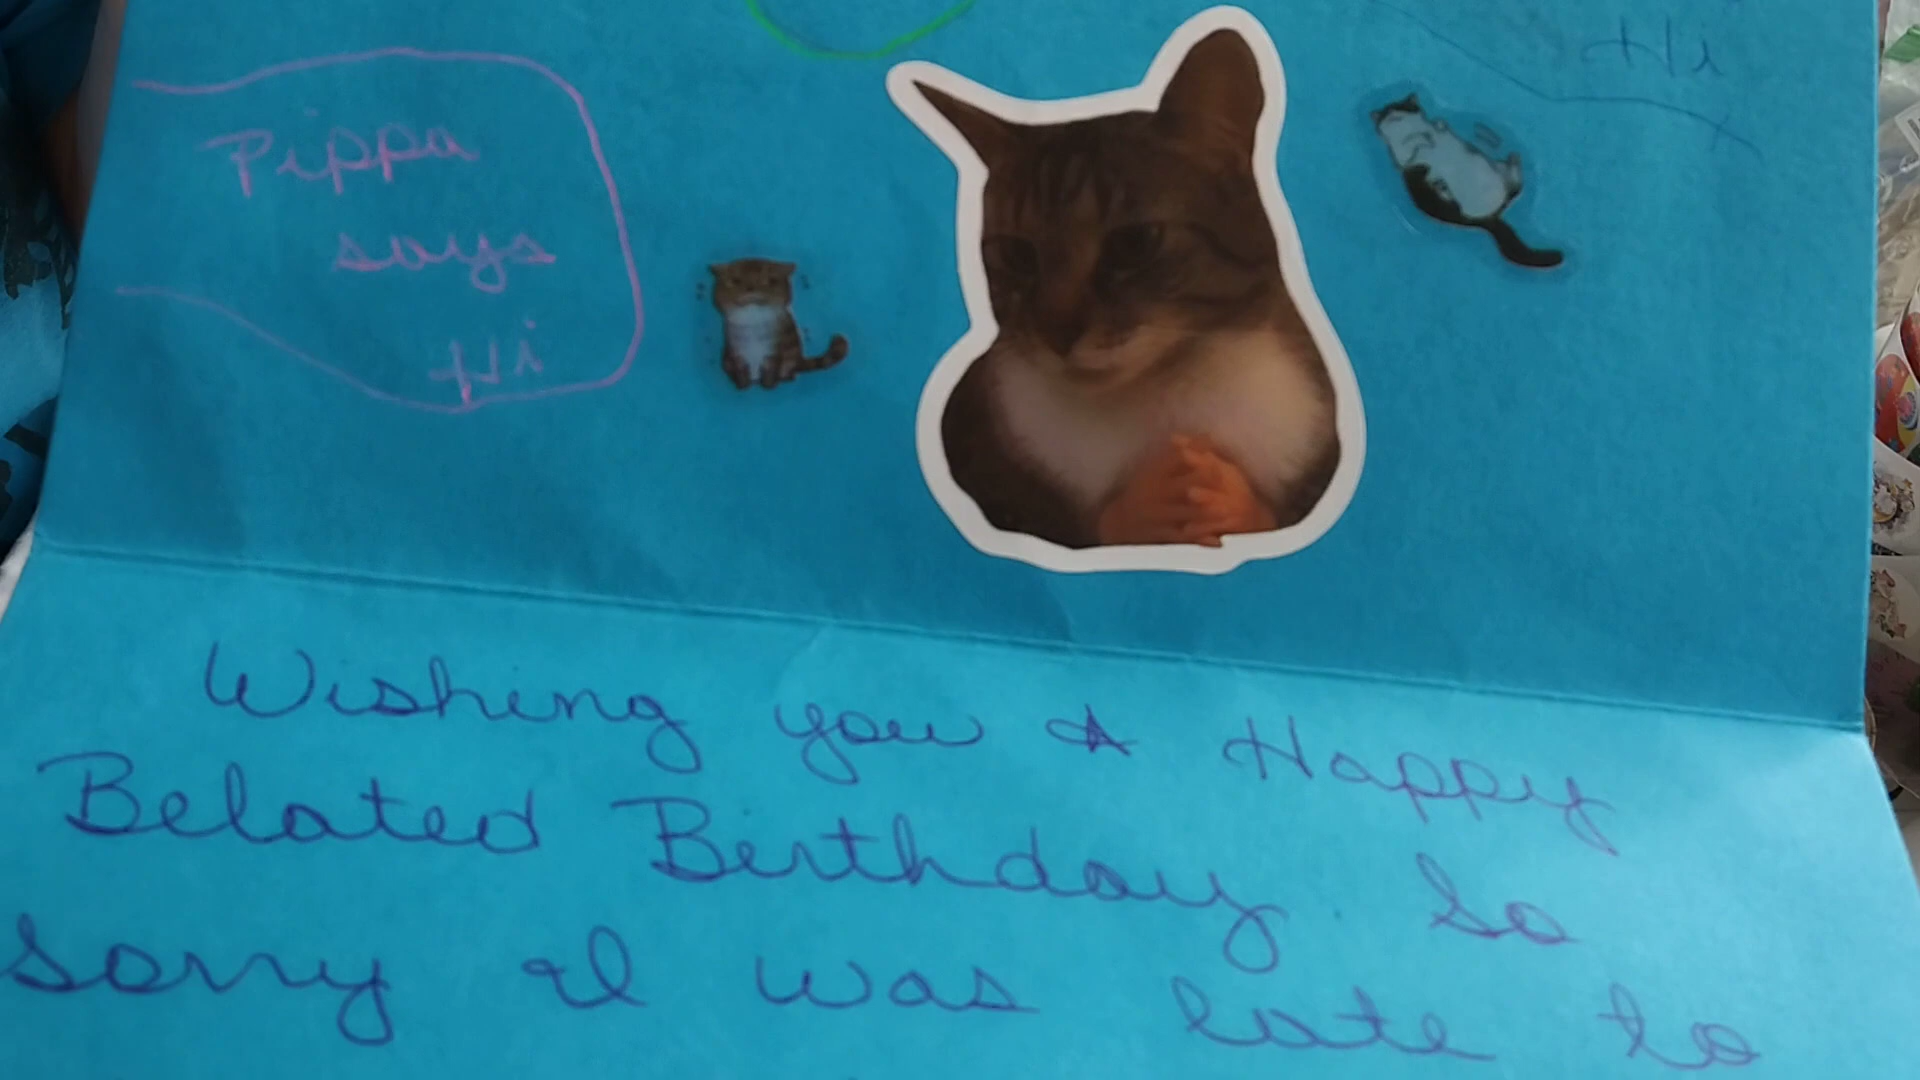 Hi
Pippa
says
Hi
Wishing you A Happy
Belated Birthday. So
sorry I was late to